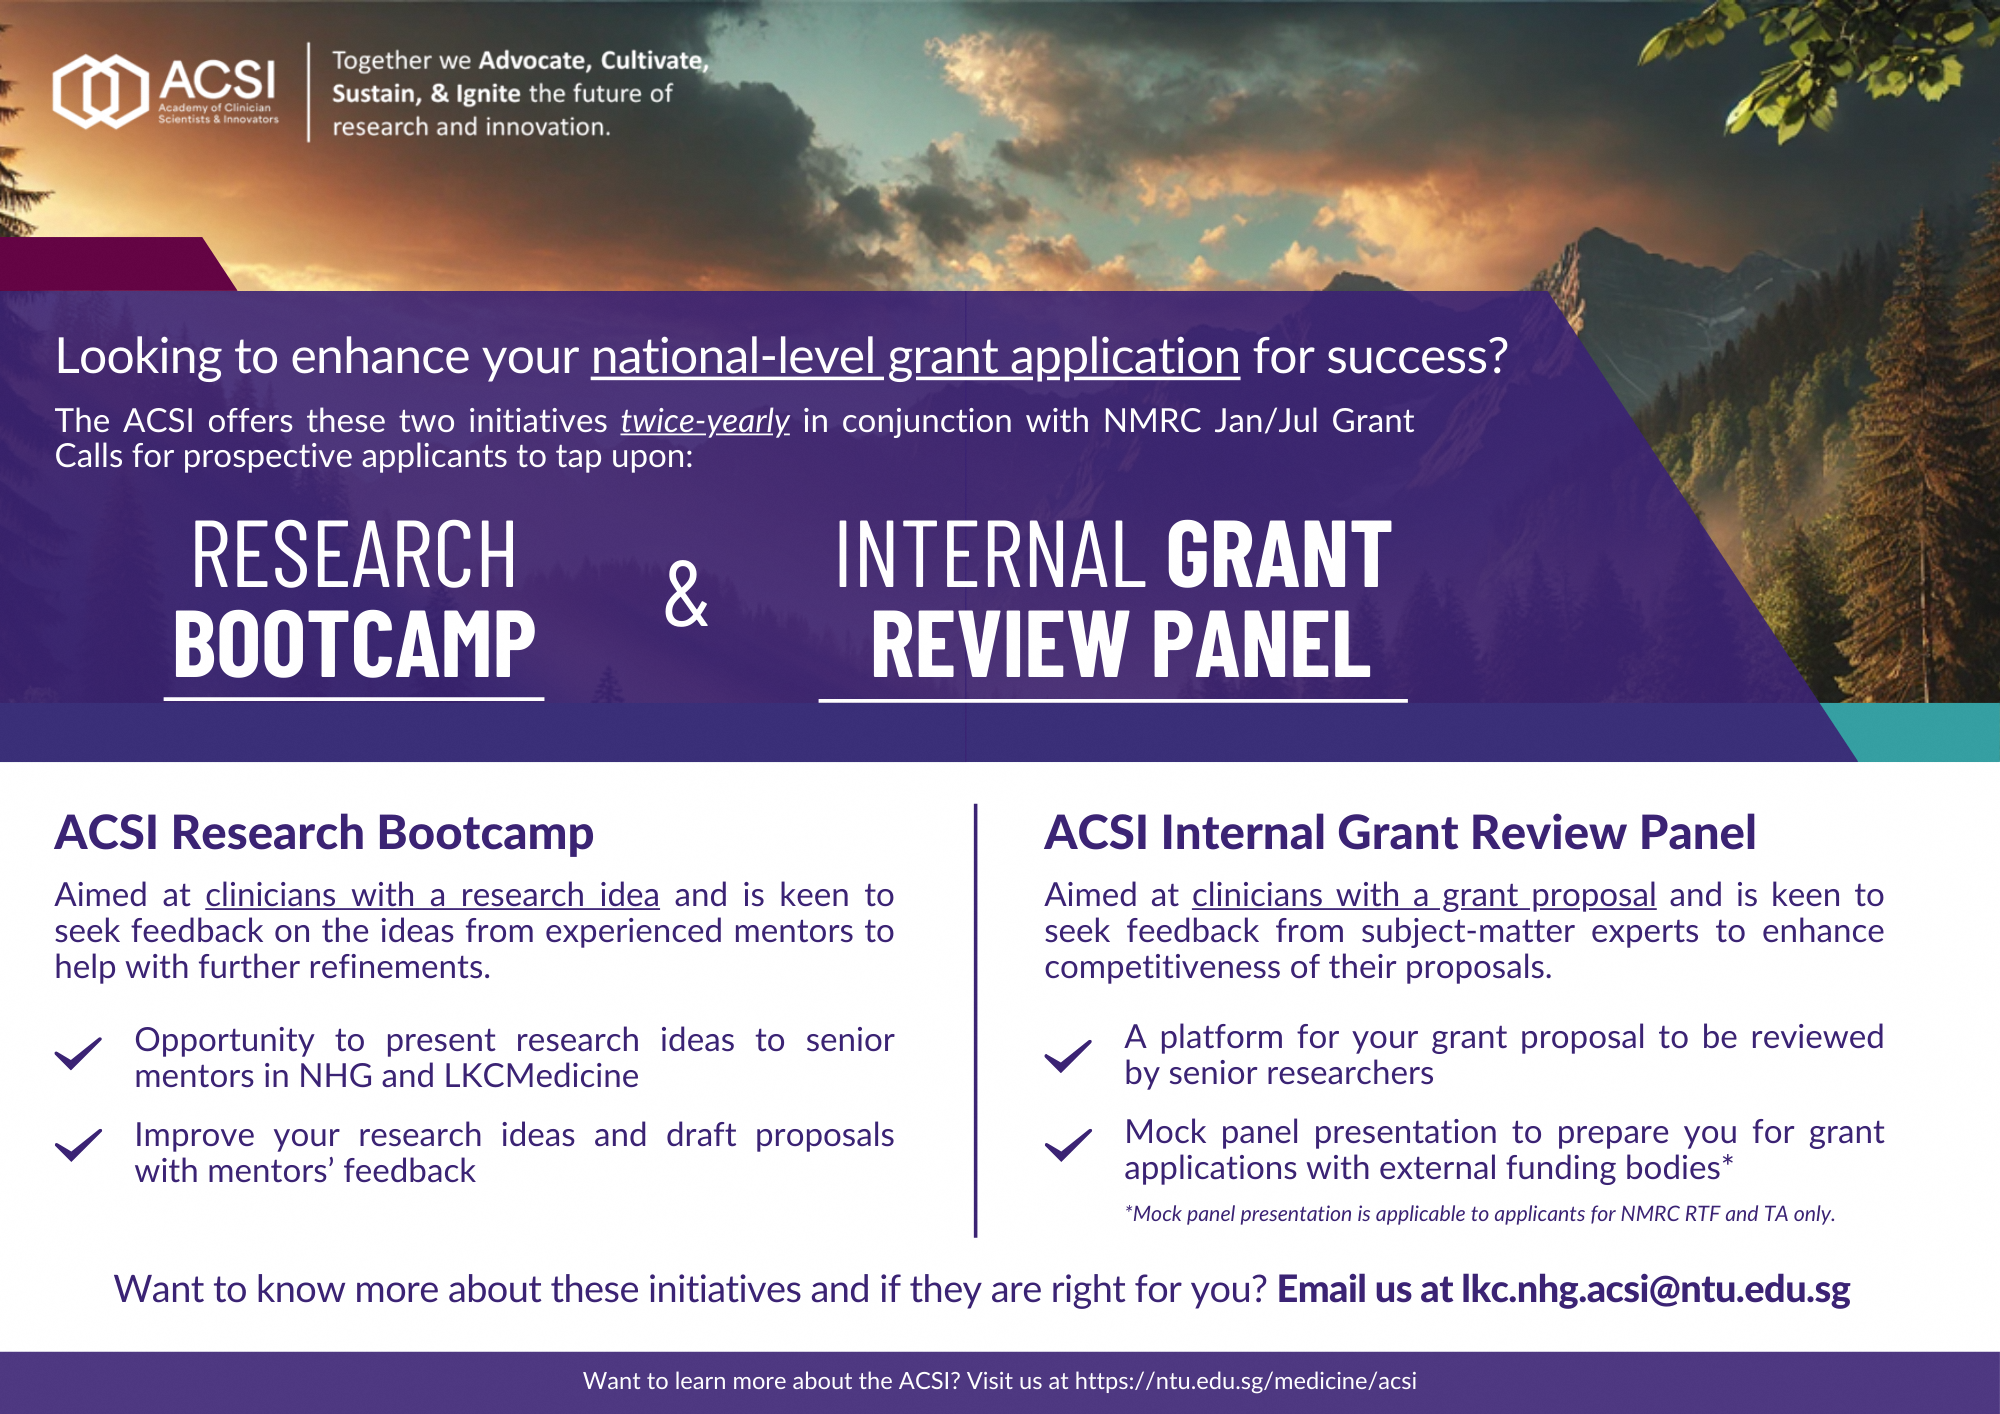 ACSI
Academy of Clinician
Scientists & Innovators
Together we Advocate, Cultivate,
Sustain, & Ignite the future of
research and innovation.
Looking to enhance your national-level grant application for success?
The ACSI offers these two initiatives twice-yearly in conjunction with NMRC Jan/Jul Grant
Calls for prospective applicants to tap upon:
RESEARCH
BOOTCAMP
&
INTERNAL GRANT
REVIEW PANEL
ACSI Research Bootcamp
Aimed at clinicians with a research idea and is keen to
seek feedback on the ideas from experienced mentors to
help with further refinements.
Opportunity to present research ideas to senior
mentors in NHG and LKCMedicine
Improve your research ideas and draft proposals
with mentors’ feedback
ACSI Internal Grant Review Panel
Aimed at clinicians with a grant proposal and is keen to
seek feedback from subject-matter experts to enhance
competitiveness of their proposals.
A platform for your grant proposal to be reviewed
by senior researchers
Mock panel presentation to prepare you for grant
applications with external funding bodies*
*Mock panel presentation is applicable to applicants for NMRC RTF and TA only.
Want to know more about these initiatives and if they are right for you? Email us at lkc.nhg.acsi@ntu.edu.sg
Want to learn more about the ACSI? Visit us at https://ntu.edu.sg/medicine/acsi